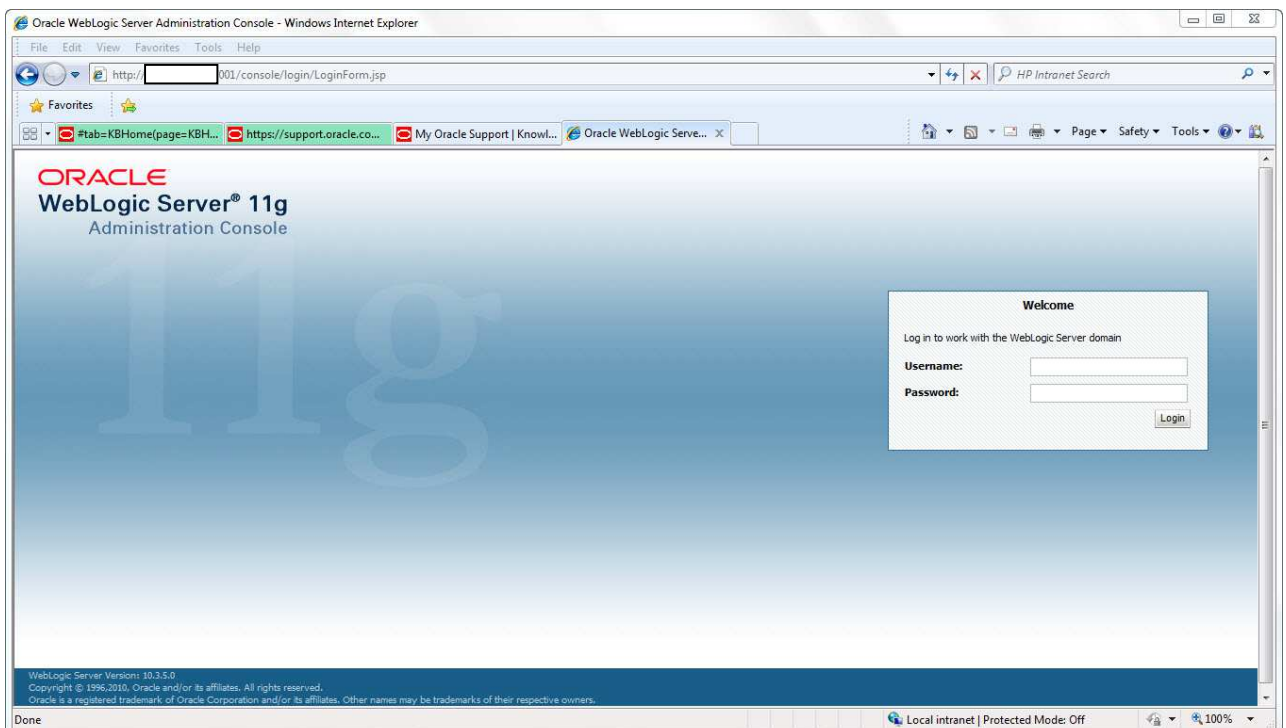 Oracle WebLogic Server Administration Console - Windows Internet Explorer
File Edit View Favorites Tools Help
http:// 001/console/login/LoginForm.jsp
HP Intranet Search
Favorites
#tab=KBHome(page=KBH...
https://support.oracle.co...
My Oracle Support | Knowl...
Oracle WebLogic Serve...
Page Safety Tools
ORACLE
WebLogic Server® 11g
Administration Console
11g
Welcome
Log in to work with the WebLogic Server domain
Username:
Password:
Login
WebLogic Server Version: 10.3.5.0
Copyright © 1996,2010, Oracle and/or its affiliates. All rights reserved.
Oracle is a registered trademark of Oracle Corporation and/or its affiliates. Other names may be trademarks of their respective owners.
Done
Local intranet | Protected Mode: Off
100%